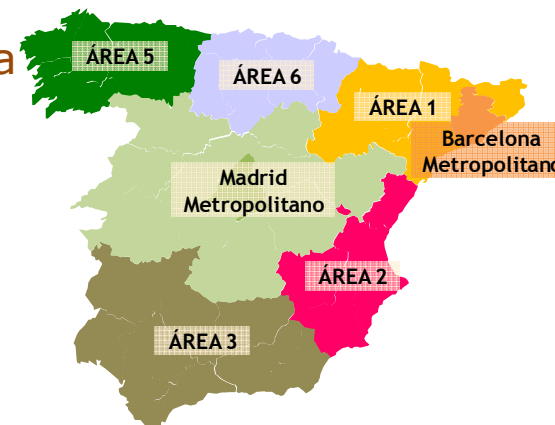 a
ÁREA 5
ÁREA 6
ÁREA 1
Barcelona
Metropolitano
Madrid
Metropolitano
ÁREA 2
ÁREA 3